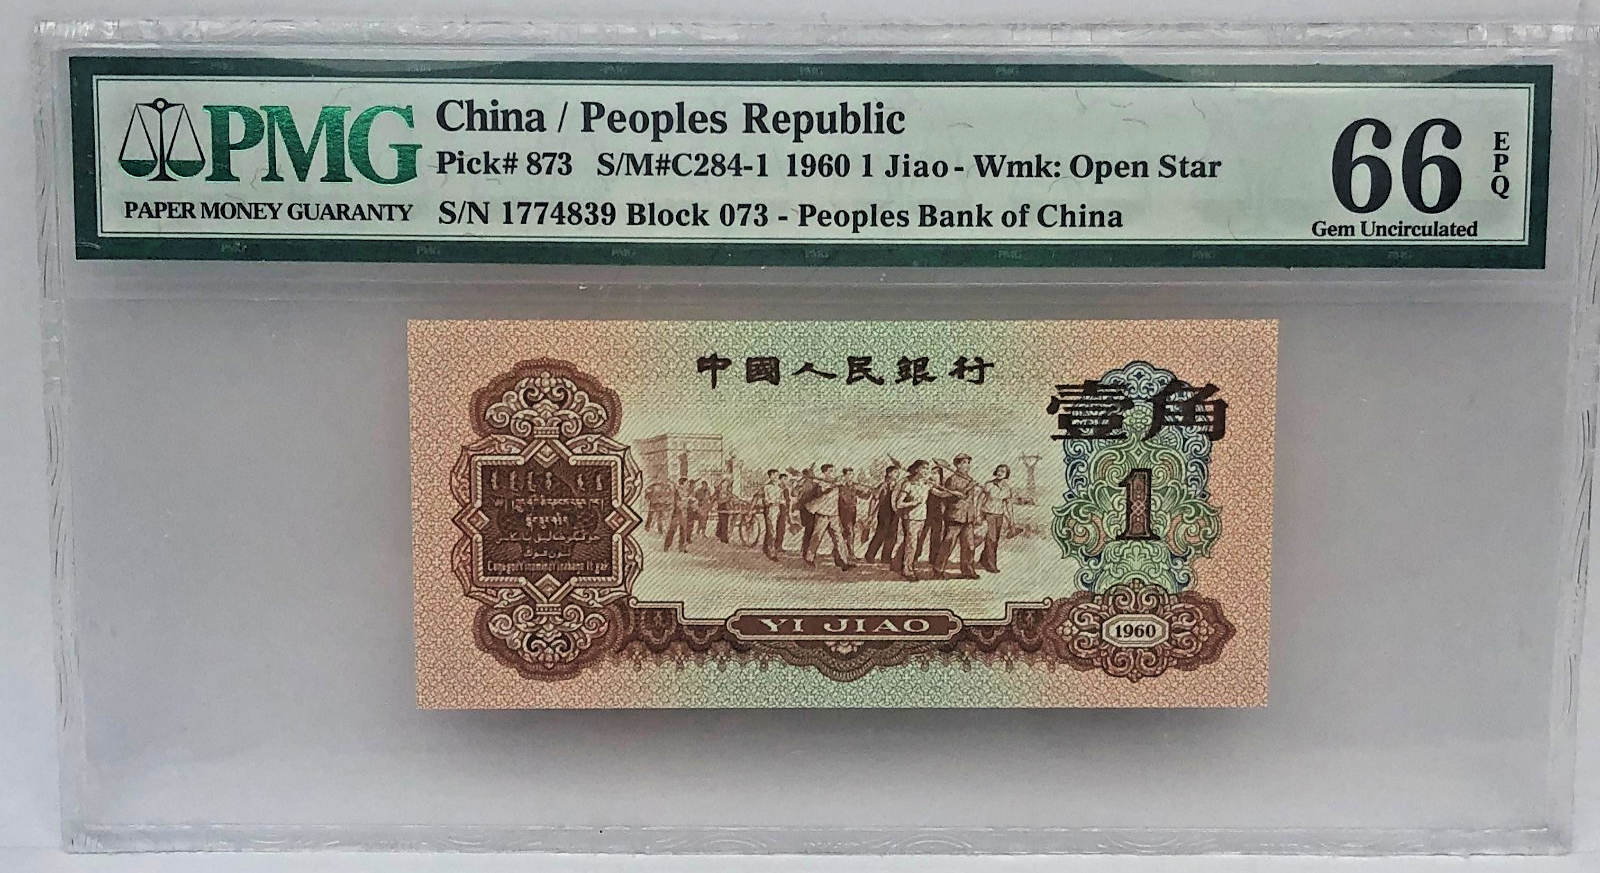 PMG
PAPER MONEY GUARANTY
China / Peoples Republic
Pick# 873 S/M#C284-1 1960 1 Jiao - Wmk: Open Star
S/N 1774839 Block 073 - Peoples Bank of China
66
EPQ
Gem Uncirculated
中國人民銀行
壹角
1
YI JIAO
1960